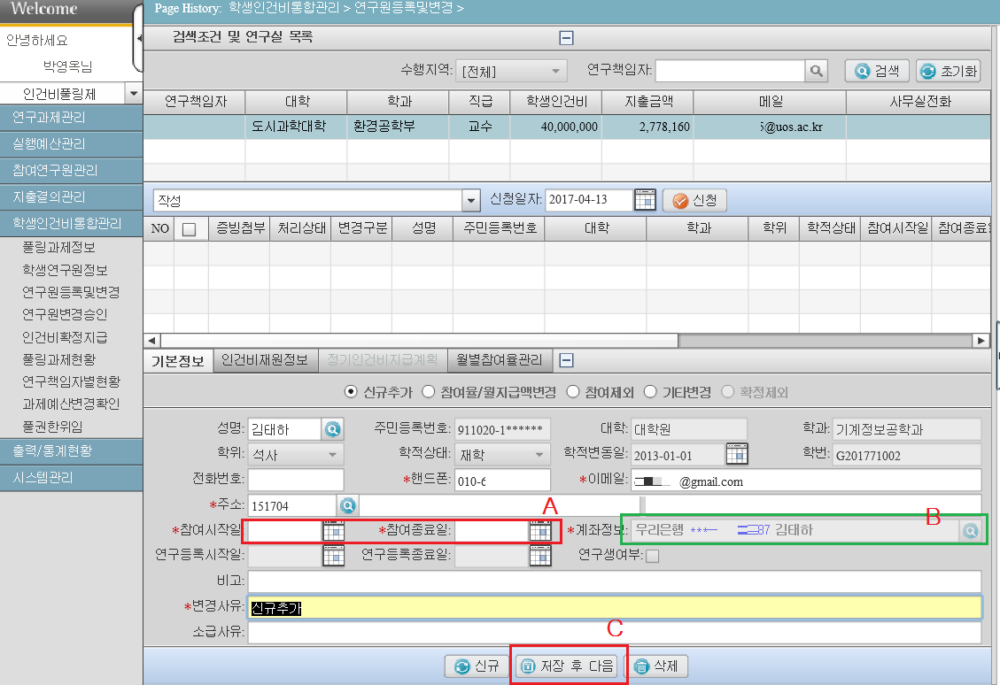 Welcome
Page History: 학생인건비통합관리 > 연구원등록및변경 >
안녕하세요
박영옥님
인건비풀링제
연구과제관리
실행예산관리
참여연구원관리
지출결의관리
학생인건비통합관리
풀링과제정보
학생연구원정보
연구원등록및변경
연구원변경승인
인건비확정지급
풀링과제현황
연구책임자별현황
과제예산변경확인
풀권한위임
출력/통계현황
시스템관리
검색조건 및 연구실 목록
수행지역: [전체] 연구책임자: 검색 초기화
연구책임자 대학 학과 직급 학생인건비 지출금액 메일 사무실전화
도시과학대학 환경공학부 교수 40,000,000 2,778,160 @uos.ac.kr
작성 신청일자: 2017-04-13 신청
NO 증빙첨부 처리상태 변경구분 성명 주민등록번호 대학 학과 학위 학적상태 참여시작일 참여종료
기본정보 인건비재원정보 정기인건비지급계획 월별참여율관리
신규추가 참여율/월지급액변경 참여제외 기타변경 확정제외
성명: 김태하 주민등록번호: 911020-1****** 대학: 대학원 학과: 기계정보공학과
학위: 석사 학적상태: 재학 학적변동일: 2013-01-01 학번: G201771002
전화번호: *핸드폰: 010-6 *이메일: @gmail.com
*주소: 151704
A
*참여시작일 *참여종료일: *계좌정보: 우리은행 ***- 87 김태하
B
연구등록시작일: 연구등록종료일: 연구생여부:
비고:
*변경사유: 신규추가
소급사유:
C
신규 저장 후 다음 삭제